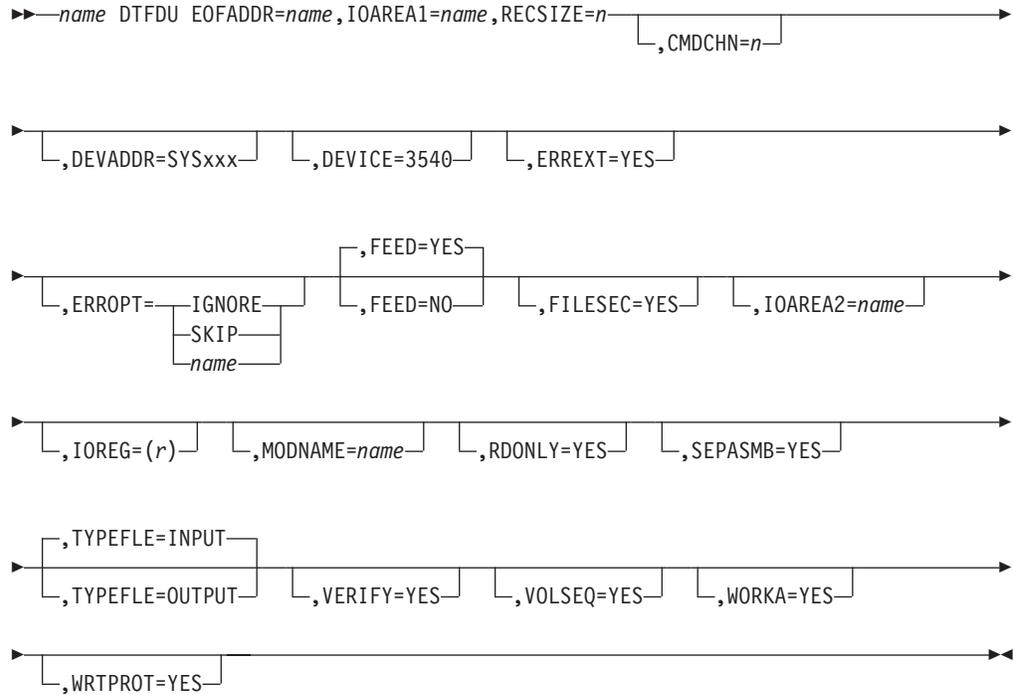 name DTFDU EOFADDR=name,IOAREA1=name,RECSIZE=n
,CMDCHN=n
,DEVADDR=SYSxxx ,DEVICE=3540 ,ERREXT=YES
,FEED=YES
,ERROPT= IGNORE ,FEED=NO ,FILESEC=YES ,IOAREA2=name
SKIP
name
,IOREG=(r) ,MODNAME=name ,RDONLY=YES ,SEPASMB=YES
,TYPEFLE=INPUT
,TYPEFLE=OUTPUT ,VERIFY=YES ,VOLSEQ=YES ,WORKA=YES
,WRTPROT=YES